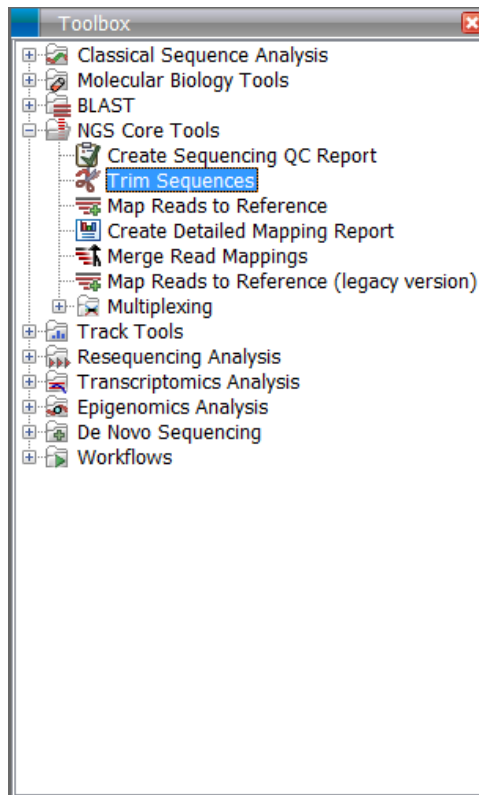 Toolbox
Classical Sequence Analysis
Molecular Biology Tools
BLAST
NGS Core Tools
Create Sequencing QC Report
Trim Sequences
Map Reads to Reference
Create Detailed Mapping Report
Merge Read Mappings
Map Reads to Reference (legacy version)
Multiplexing
Track Tools
Resequencing Analysis
Transcriptomics Analysis
Epigenomics Analysis
De Novo Sequencing
Workflows